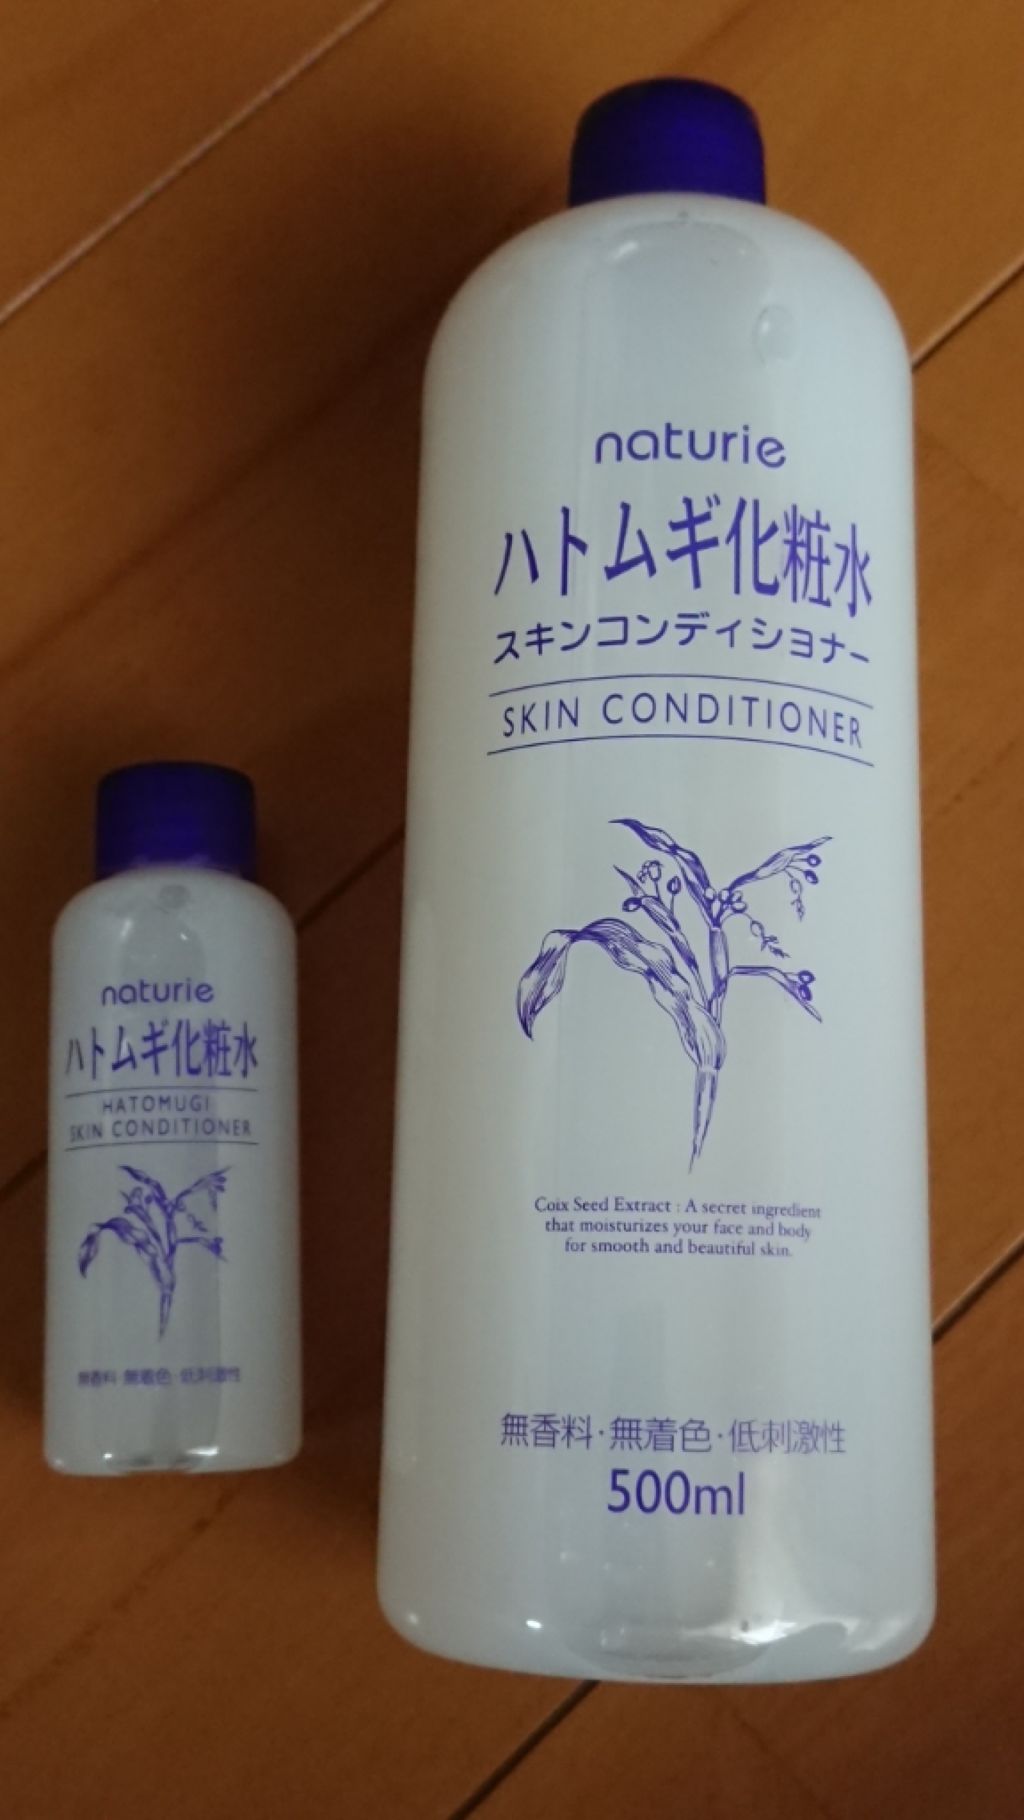 naturie
ハトムギ化粧水
スキンコンディショナー
SKIN CONDITIONER
Coix Seed Extract : A secret ingredient
that moisturizes your face and body
for smooth and beautiful skin.
無香料・無着色・低刺激性
500ml
naturie
ハトムギ化粧水
HATOMUGI
SKIN CONDITIONER
無香料・無着色・低刺激性